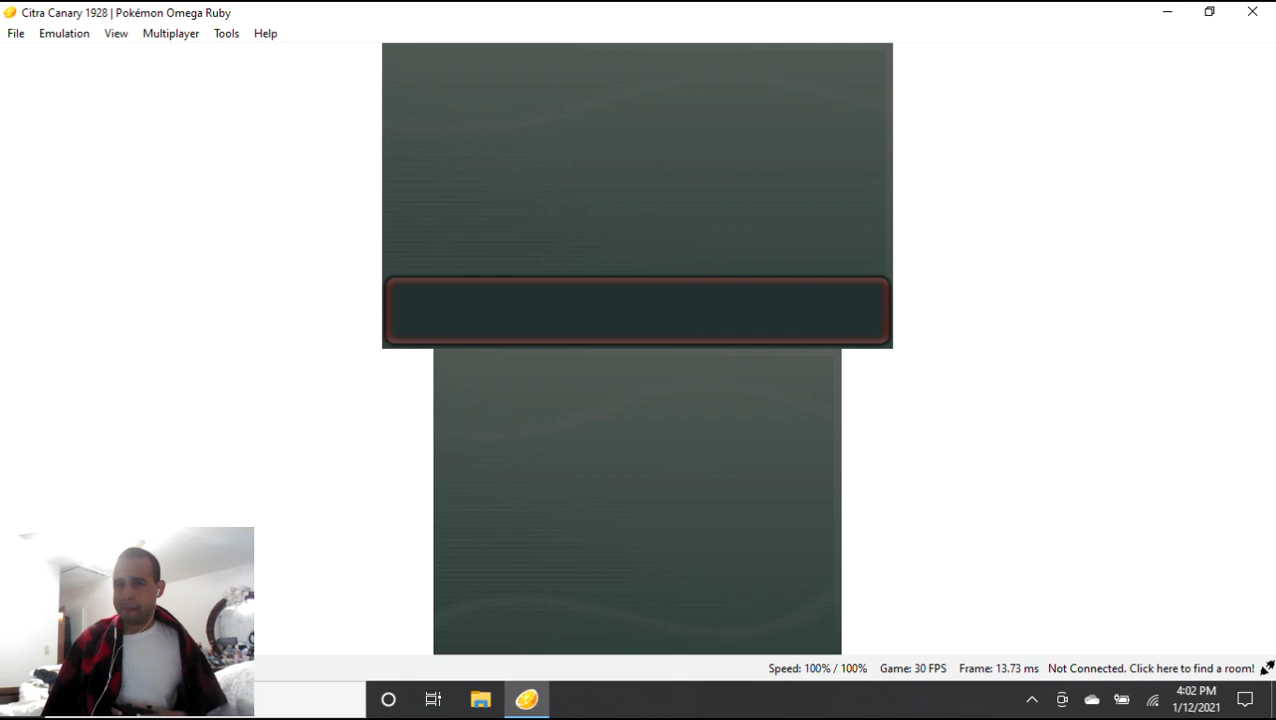 Citra Canary 1928 | Pokémon Omega Ruby
File Emulation View Multiplayer Tools Help
Speed: 100% / 100% Game: 30 FPS Frame: 13.73 ms Not Connected. Click here to find a room!
4:02 PM
1/12/2021